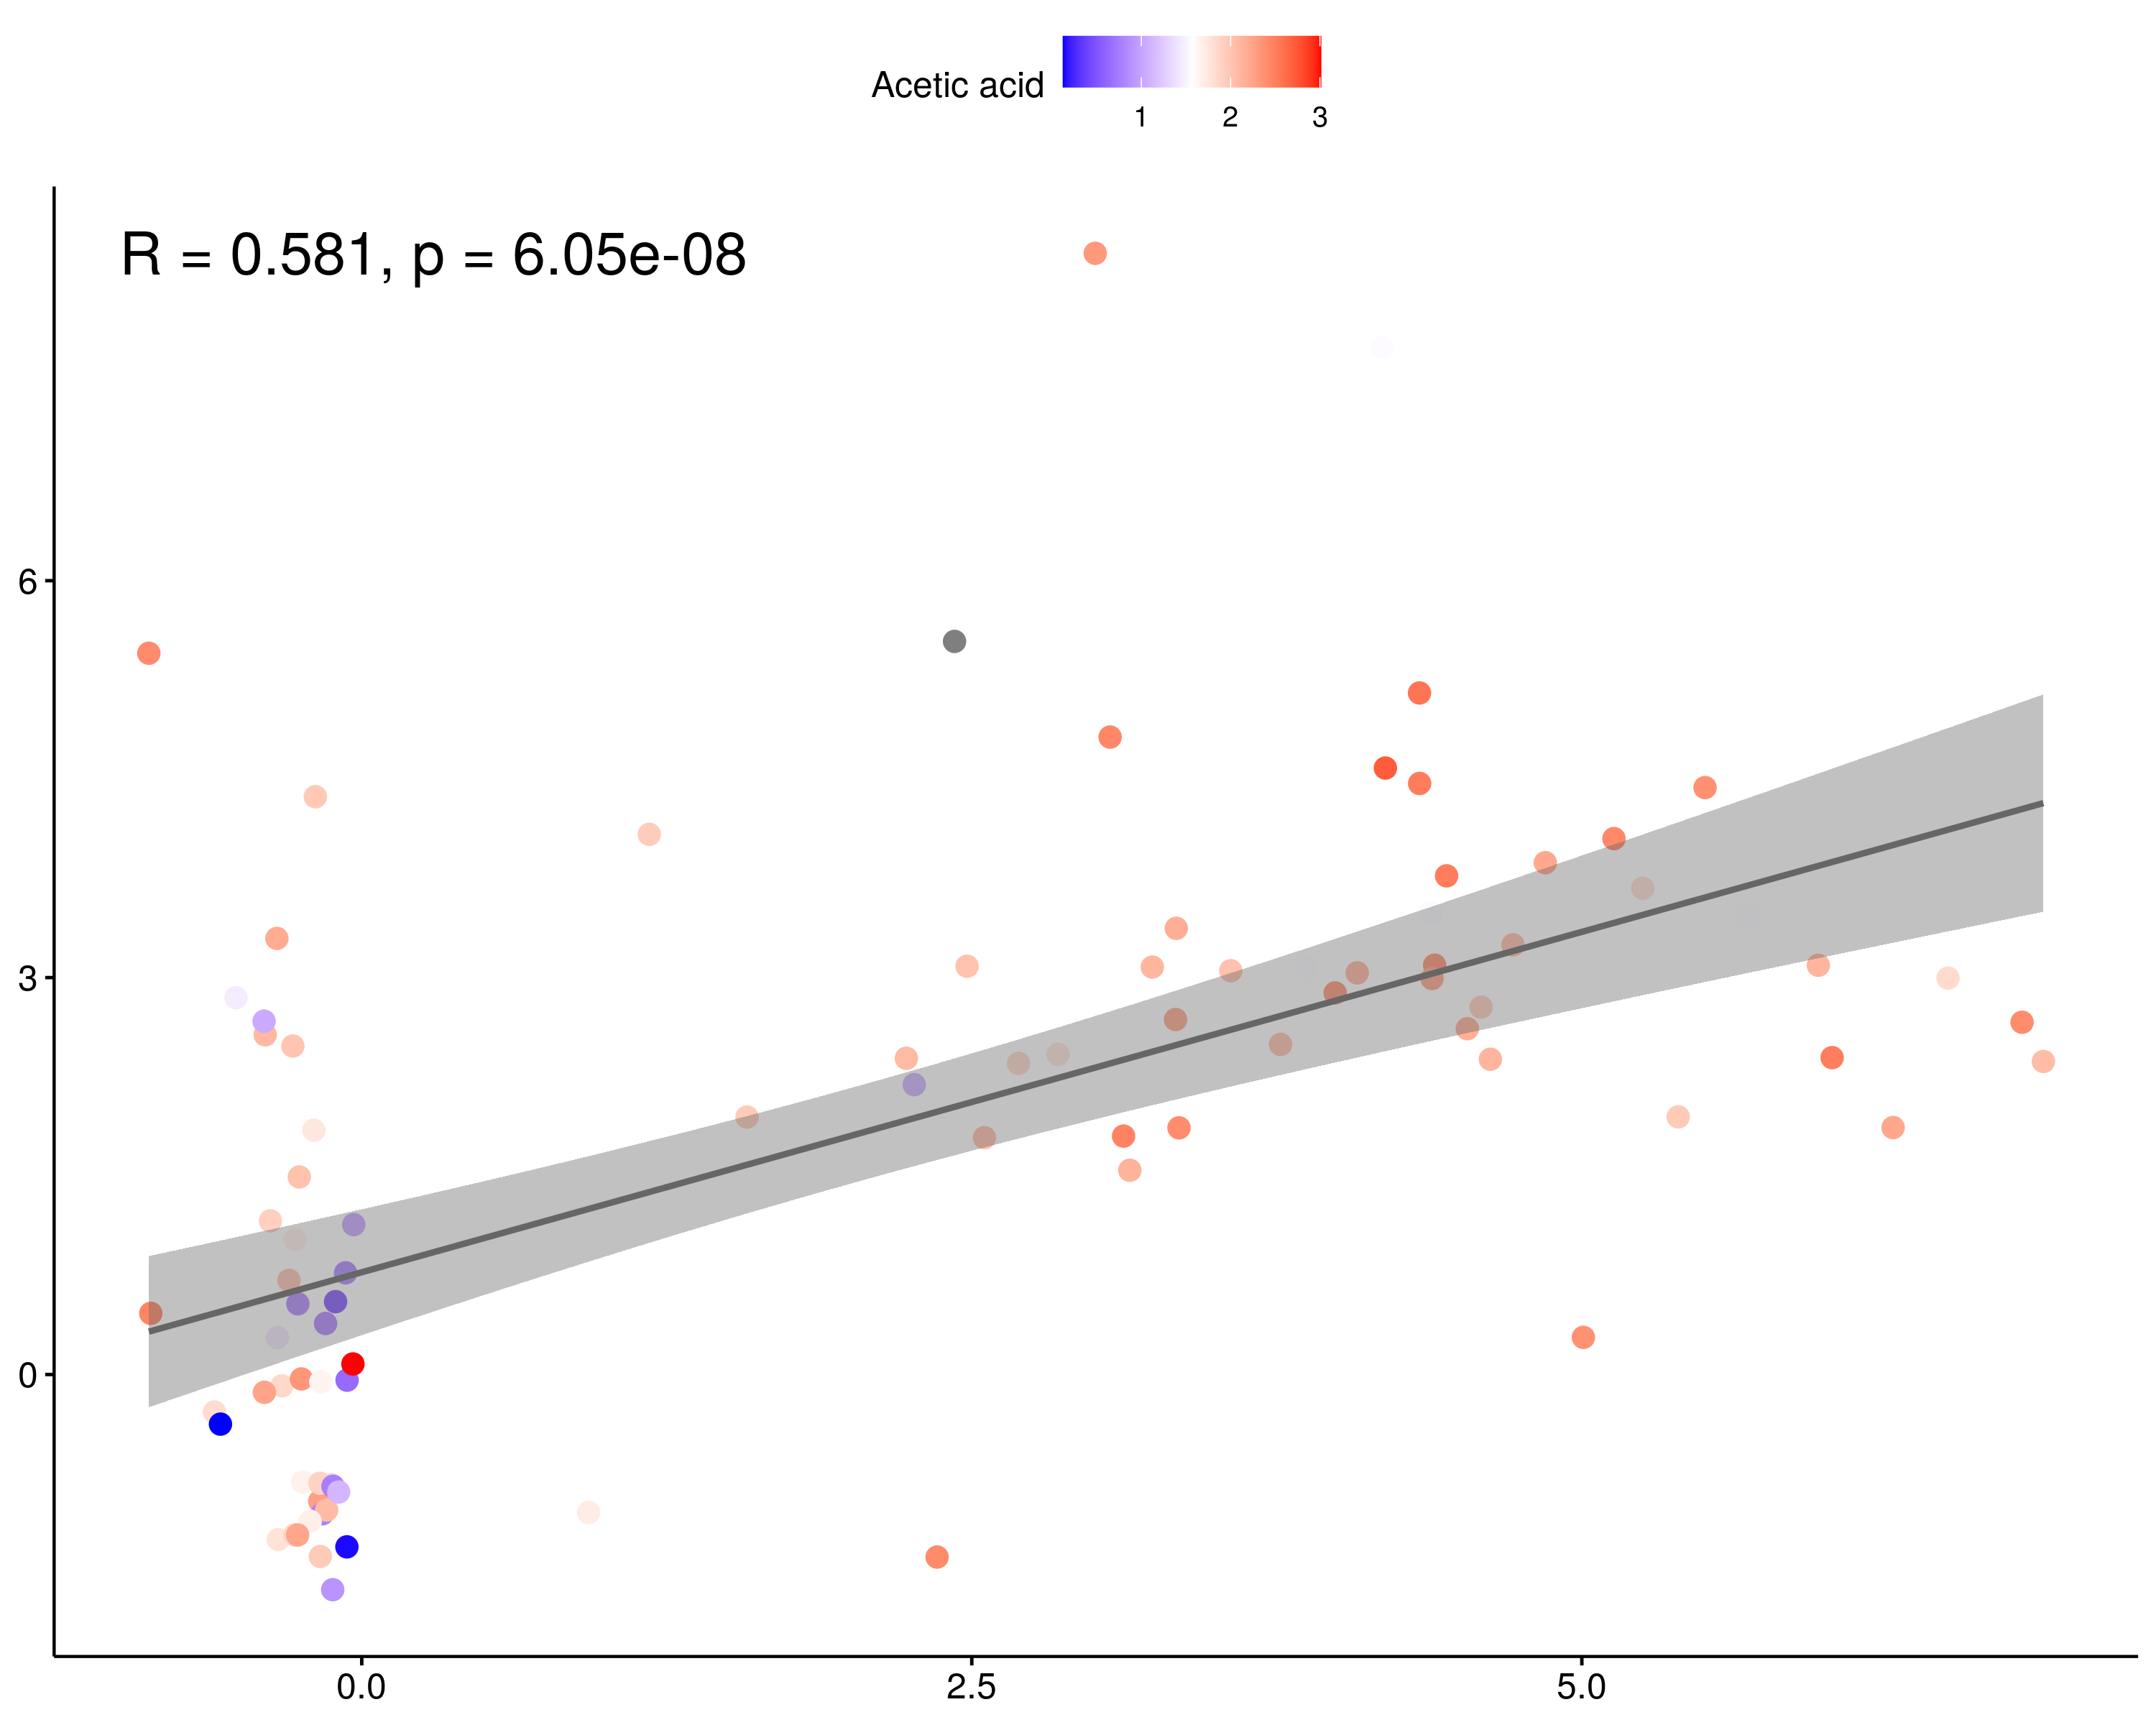 Acetic acid
1 2 3
R = 0.581, p = 6.05e-08
6
3
0
0.0 2.5 5.0